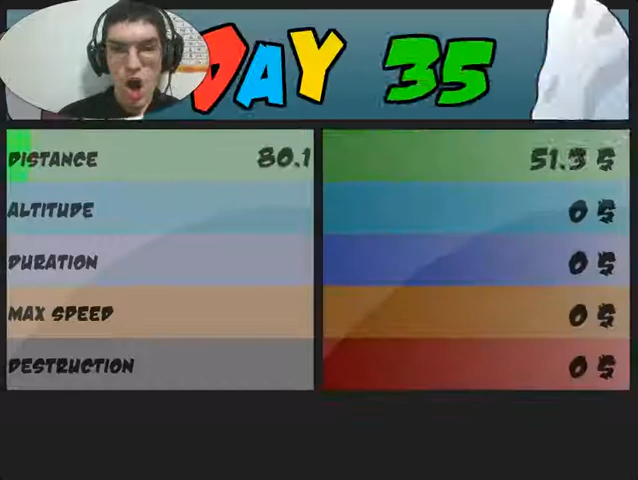 DAY 35
DISTANCE 80.1 51.3 $
ALTITUDE 0 $
DURATION 0 $
MAX SPEED 0 $
DESTRUCTION 0 $